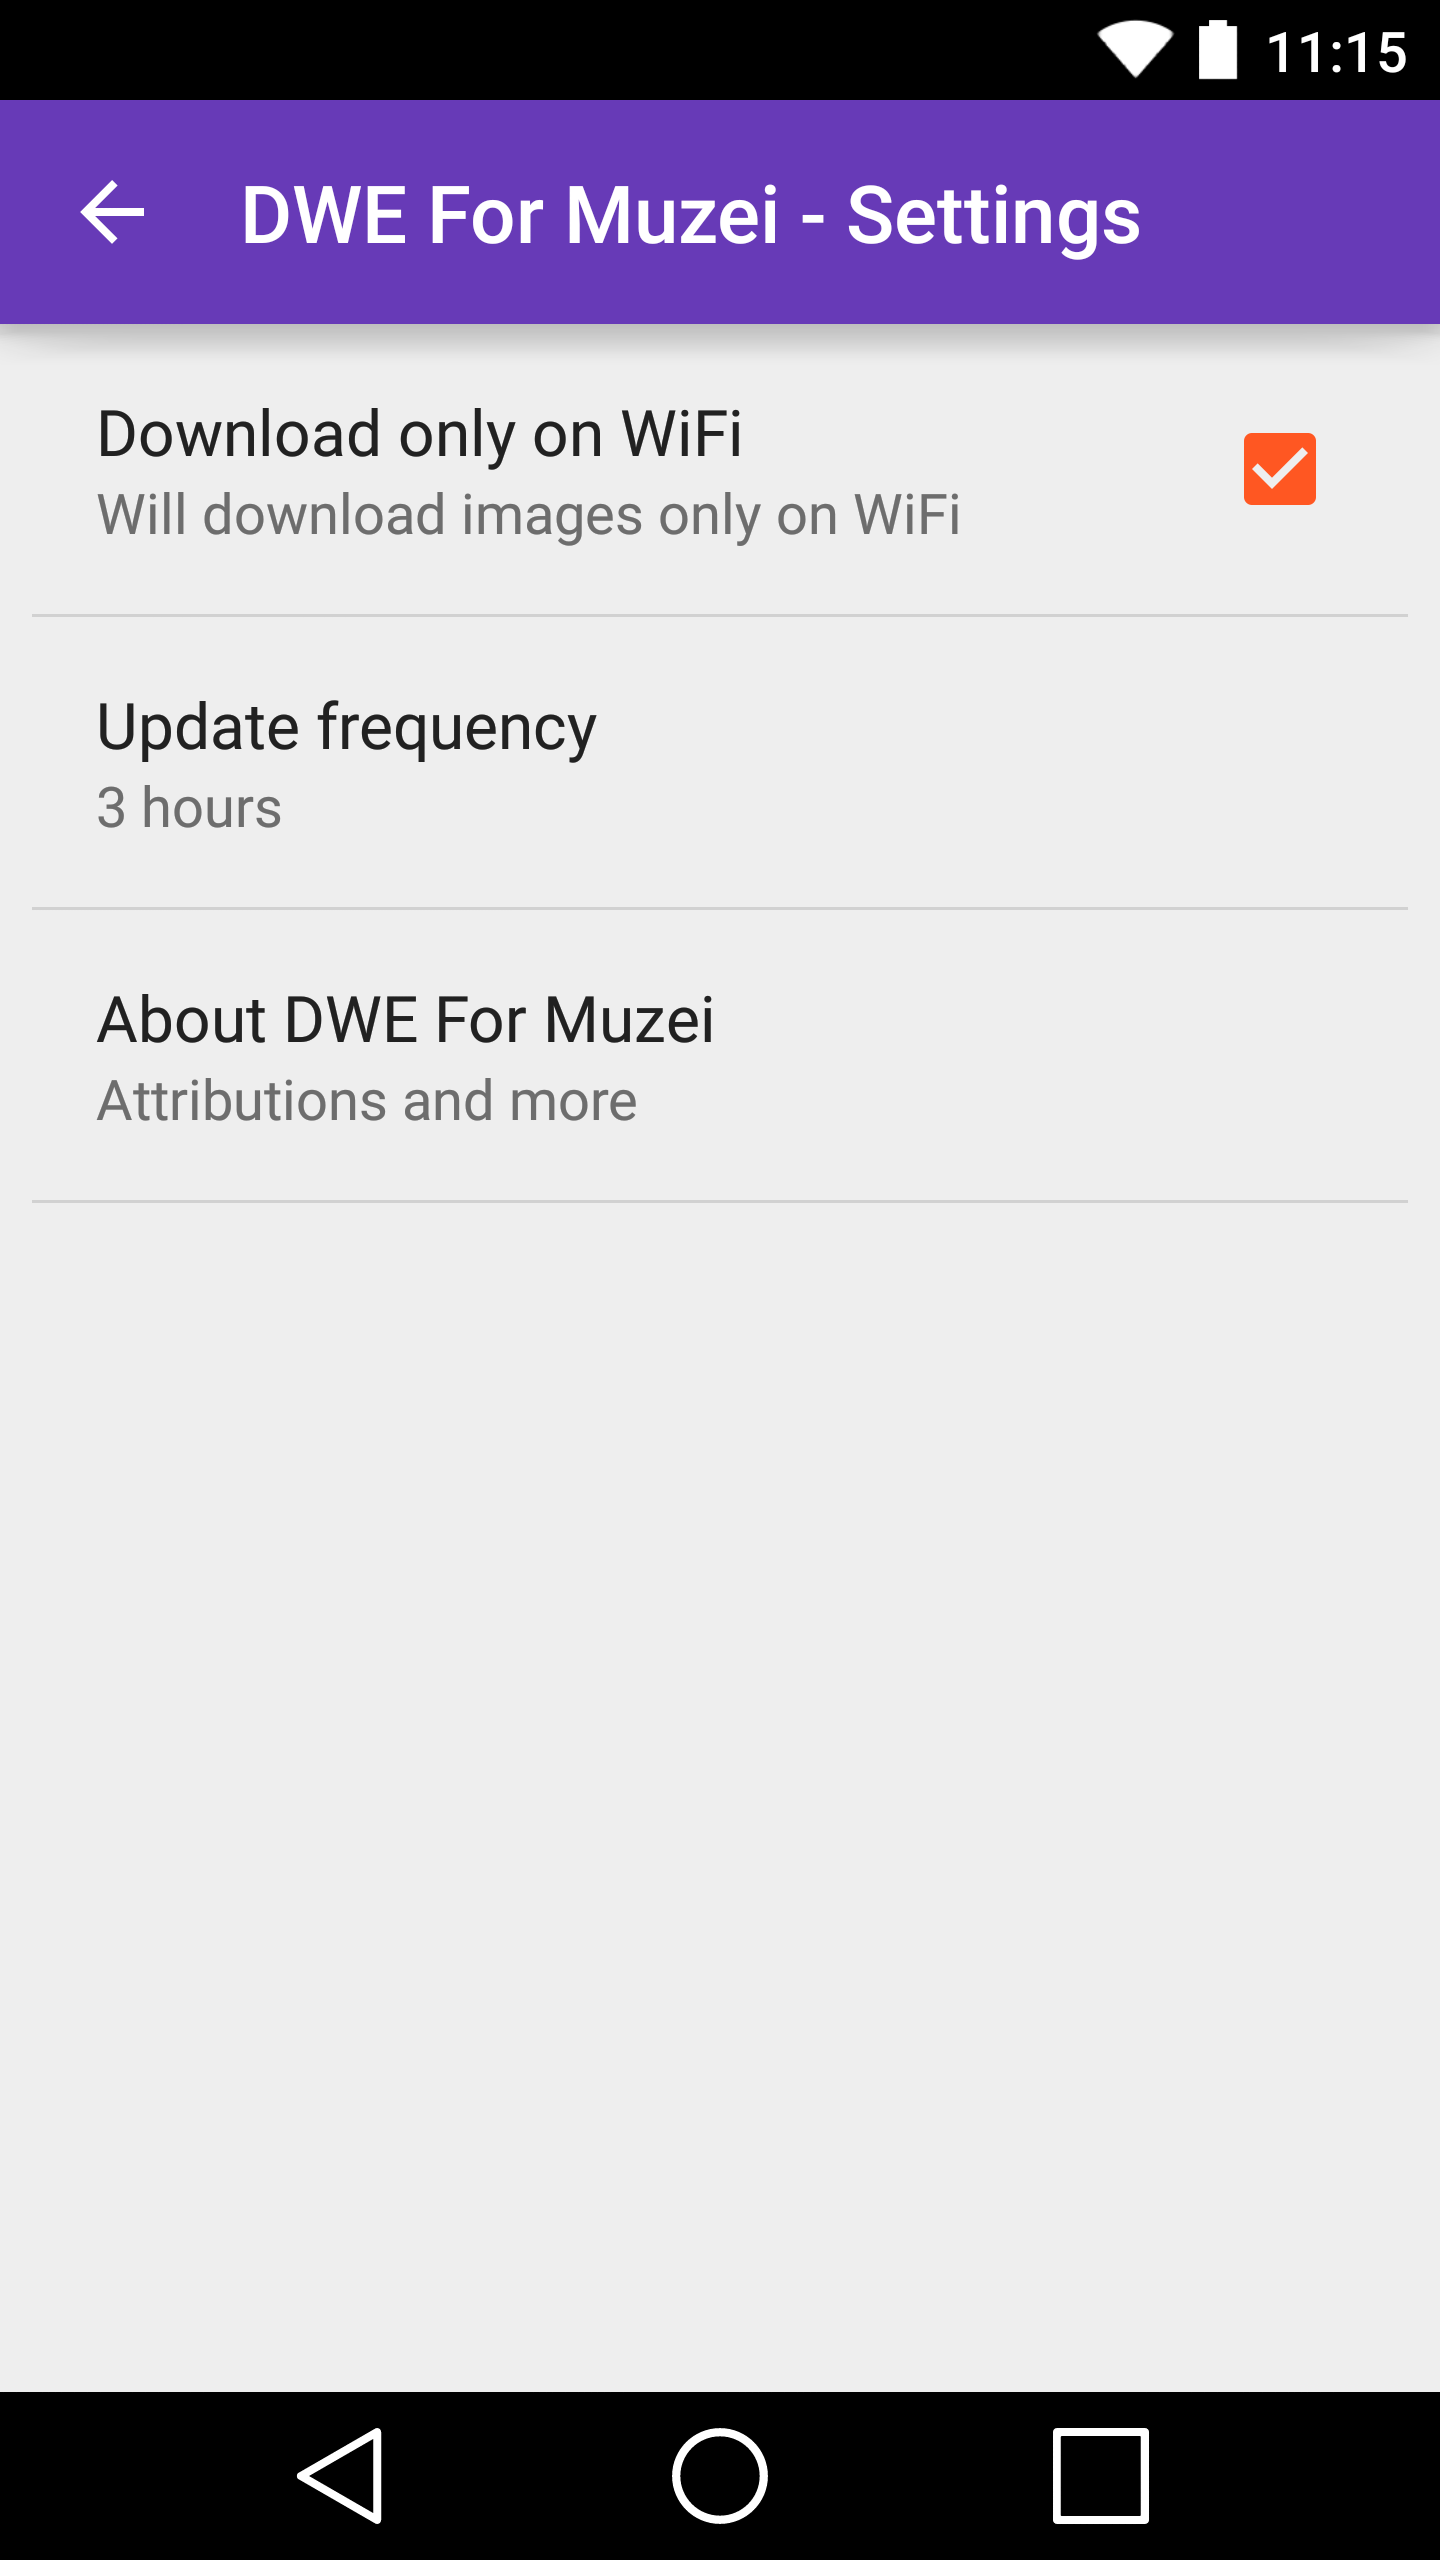 11:15
DWE For Muzei - Settings
Download only on WiFi
Will download images only on WiFi
Update frequency
3 hours
About DWE For Muzei
Attributions and more